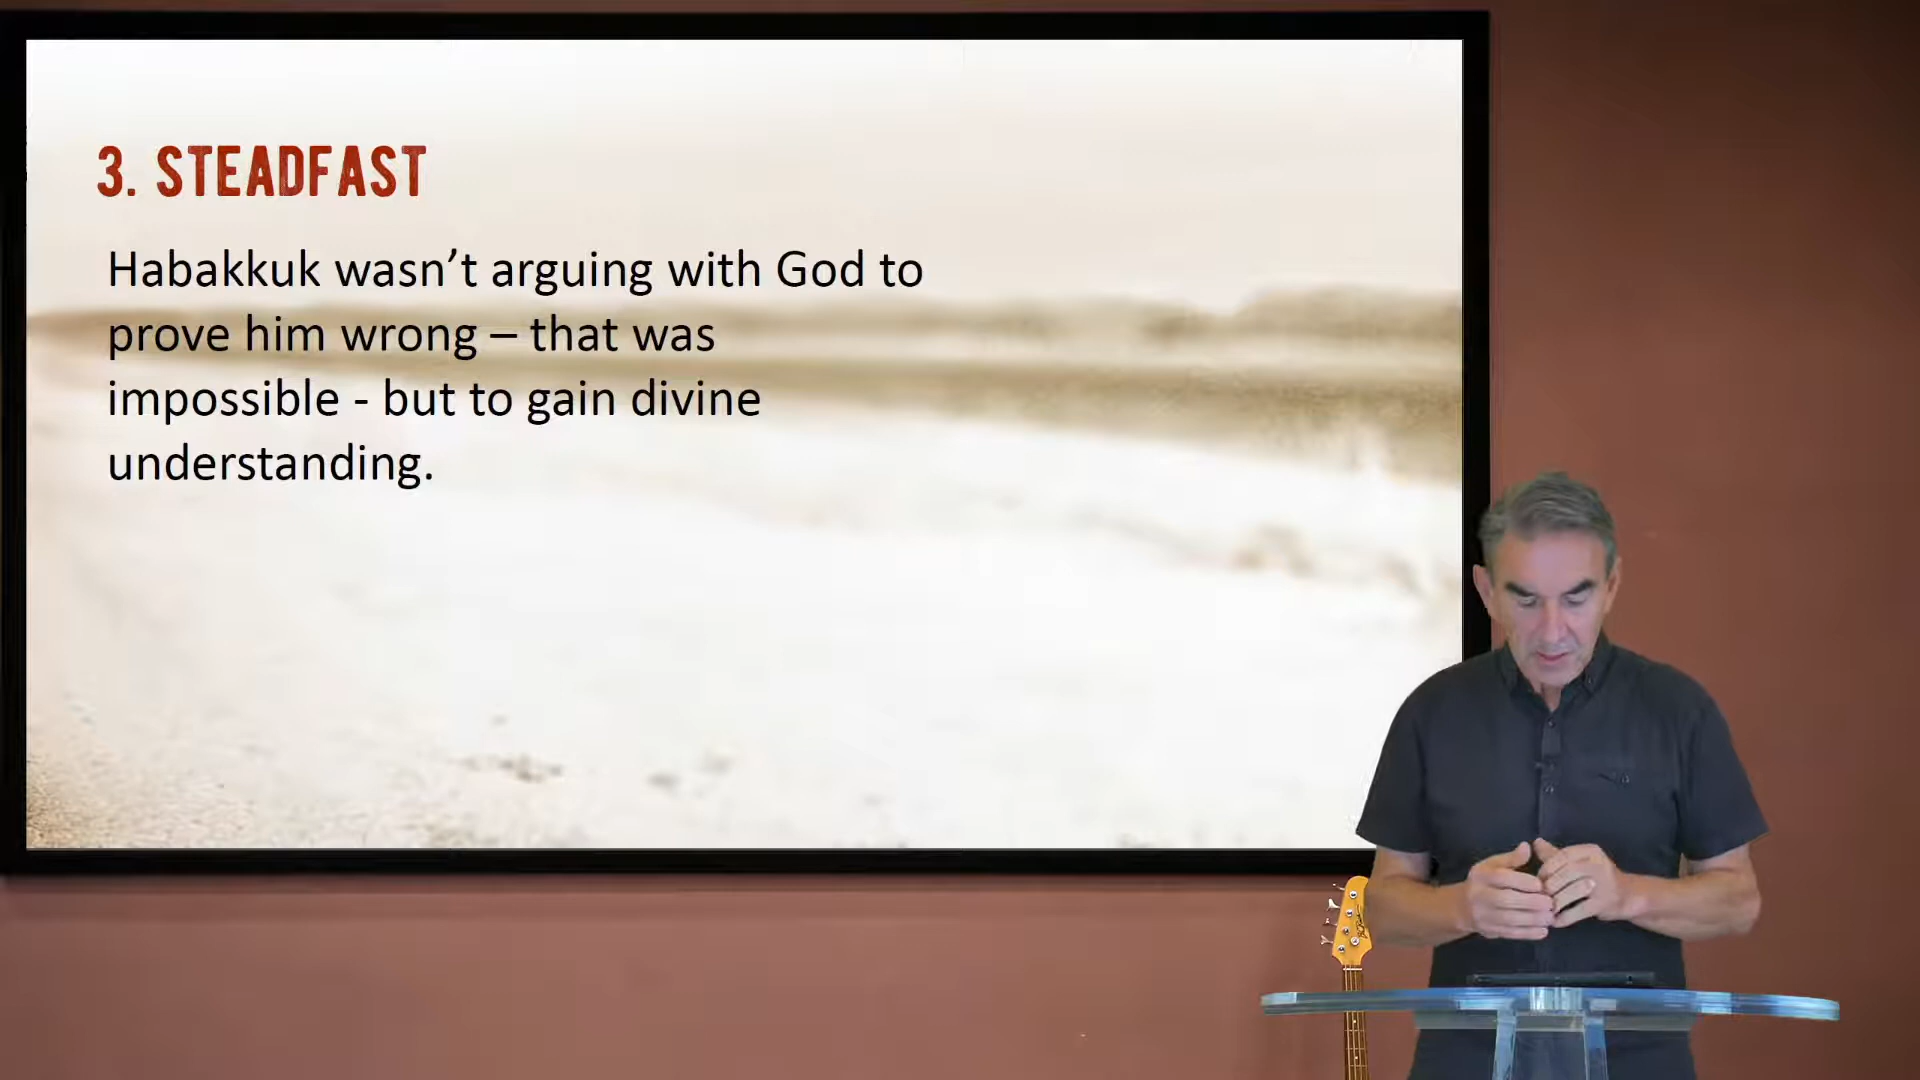 3. STEADFAST
Habakkuk wasn’t arguing with God to
prove him wrong – that was
impossible - but to gain divine
understanding.